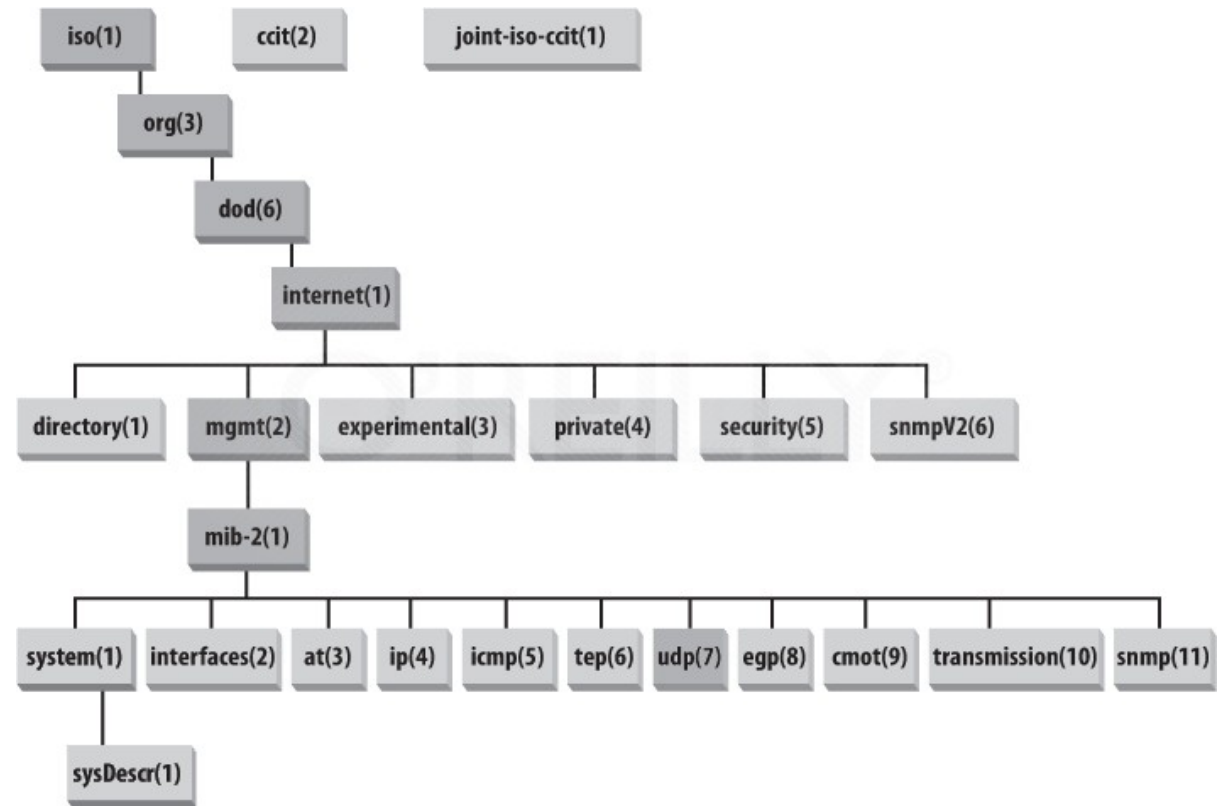 iso(1) ccit(2) joint-iso-ccit(1)
org(3)
dod(6)
internet(1)
directory(1) mgmt(2) experimental(3) private(4) security(5) snmpV2(6)
mib-2(1)
system(1) interfaces(2) at(3) ip(4) icmp(5) tep(6) udp(7) egp(8) cmot(9) transmission(10) snmp(11)
sysDescr(1)
O'REILLY®